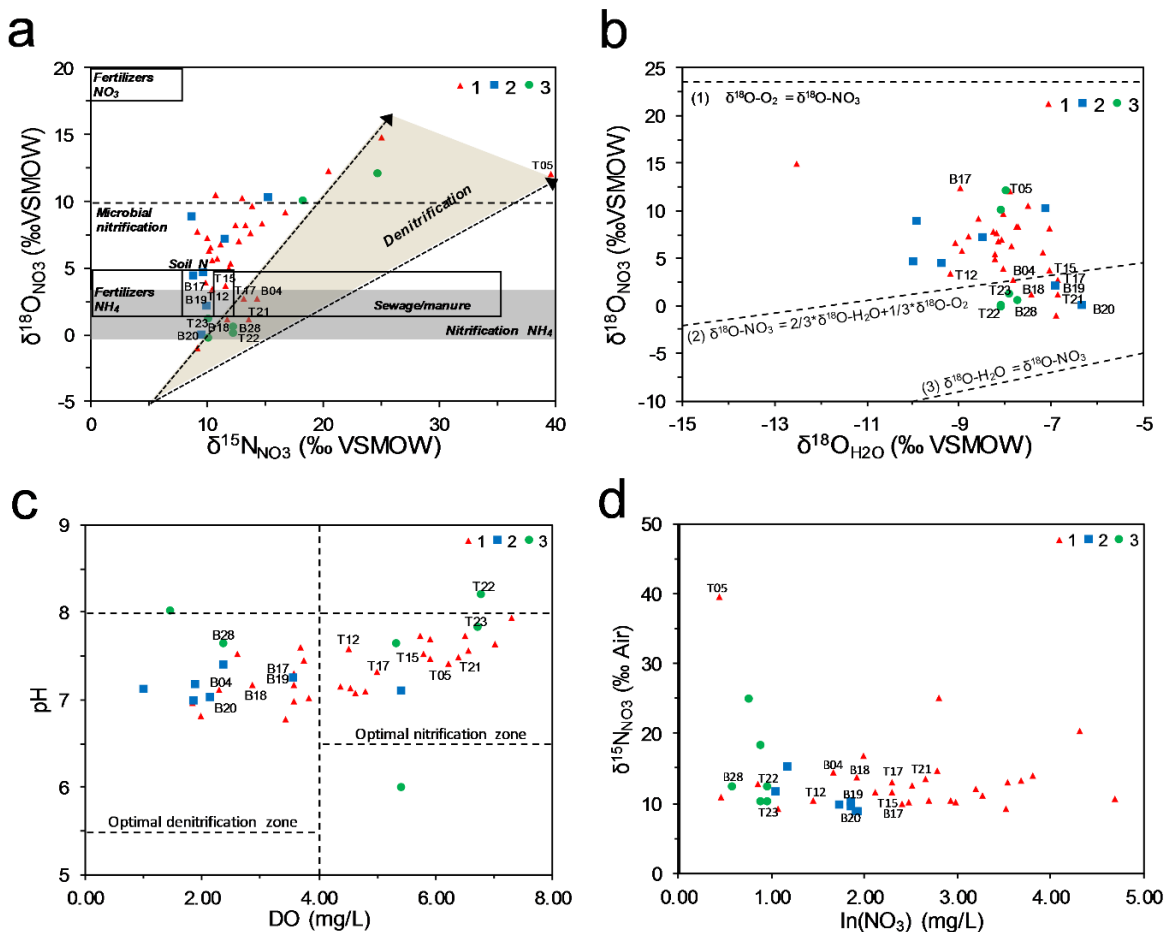 a
δ¹⁸O_NO3 (‰VSMOW)
20
15
10
5
0
-5
Fertilizers
NO₃
1 2 3
T05
Microbial
nitrification
Denitrification
Soil N
Fertilizers
NH₄
B17
T15
T12
T17
B04
B19
Sewage/manure
T21
T23
B18
B28
Nitrification NH₄
B20
T22
0 10 20 30 40
δ¹⁵N_NO3 (‰ VSMOW)
b
δ¹⁸O_NO3 (‰VSMOW)
25
20
15
10
5
0
-5
-10
(1) δ¹⁸O-O₂ = δ¹⁸O-NO₃
1 2 3
B17
T05
T12
B04
T15
T17
T23
B18
B19
T21
T22
B28
B20
(2) δ¹⁸O-NO₃ = 2/3*δ¹⁸O-H₂O+1/3*δ¹⁸O-O₂
(3) δ¹⁸O-H₂O = δ¹⁸O-NO₃
-15 -13 -11 -9 -7 -5
δ¹⁸O_H2O (‰ VSMOW)
c
pH
9
8
7
6
5
1 2 3
T22
B28
T12
T23
B17
T15
B04
B19
T17
T21
B18
T05
B20
Optimal nitrification zone
Optimal denitrification zone
0.00 2.00 4.00 6.00 8.00
DO (mg/L)
d
δ¹⁵N_NO3 (‰ Air)
50
40
30
20
10
0
1 2 3
T05
B04
B18
T17
T21
B28
T22
T12
B19
T15
T23
B20
B17
0.00 1.00 2.00 3.00 4.00 5.00
ln(NO₃) (mg/L)